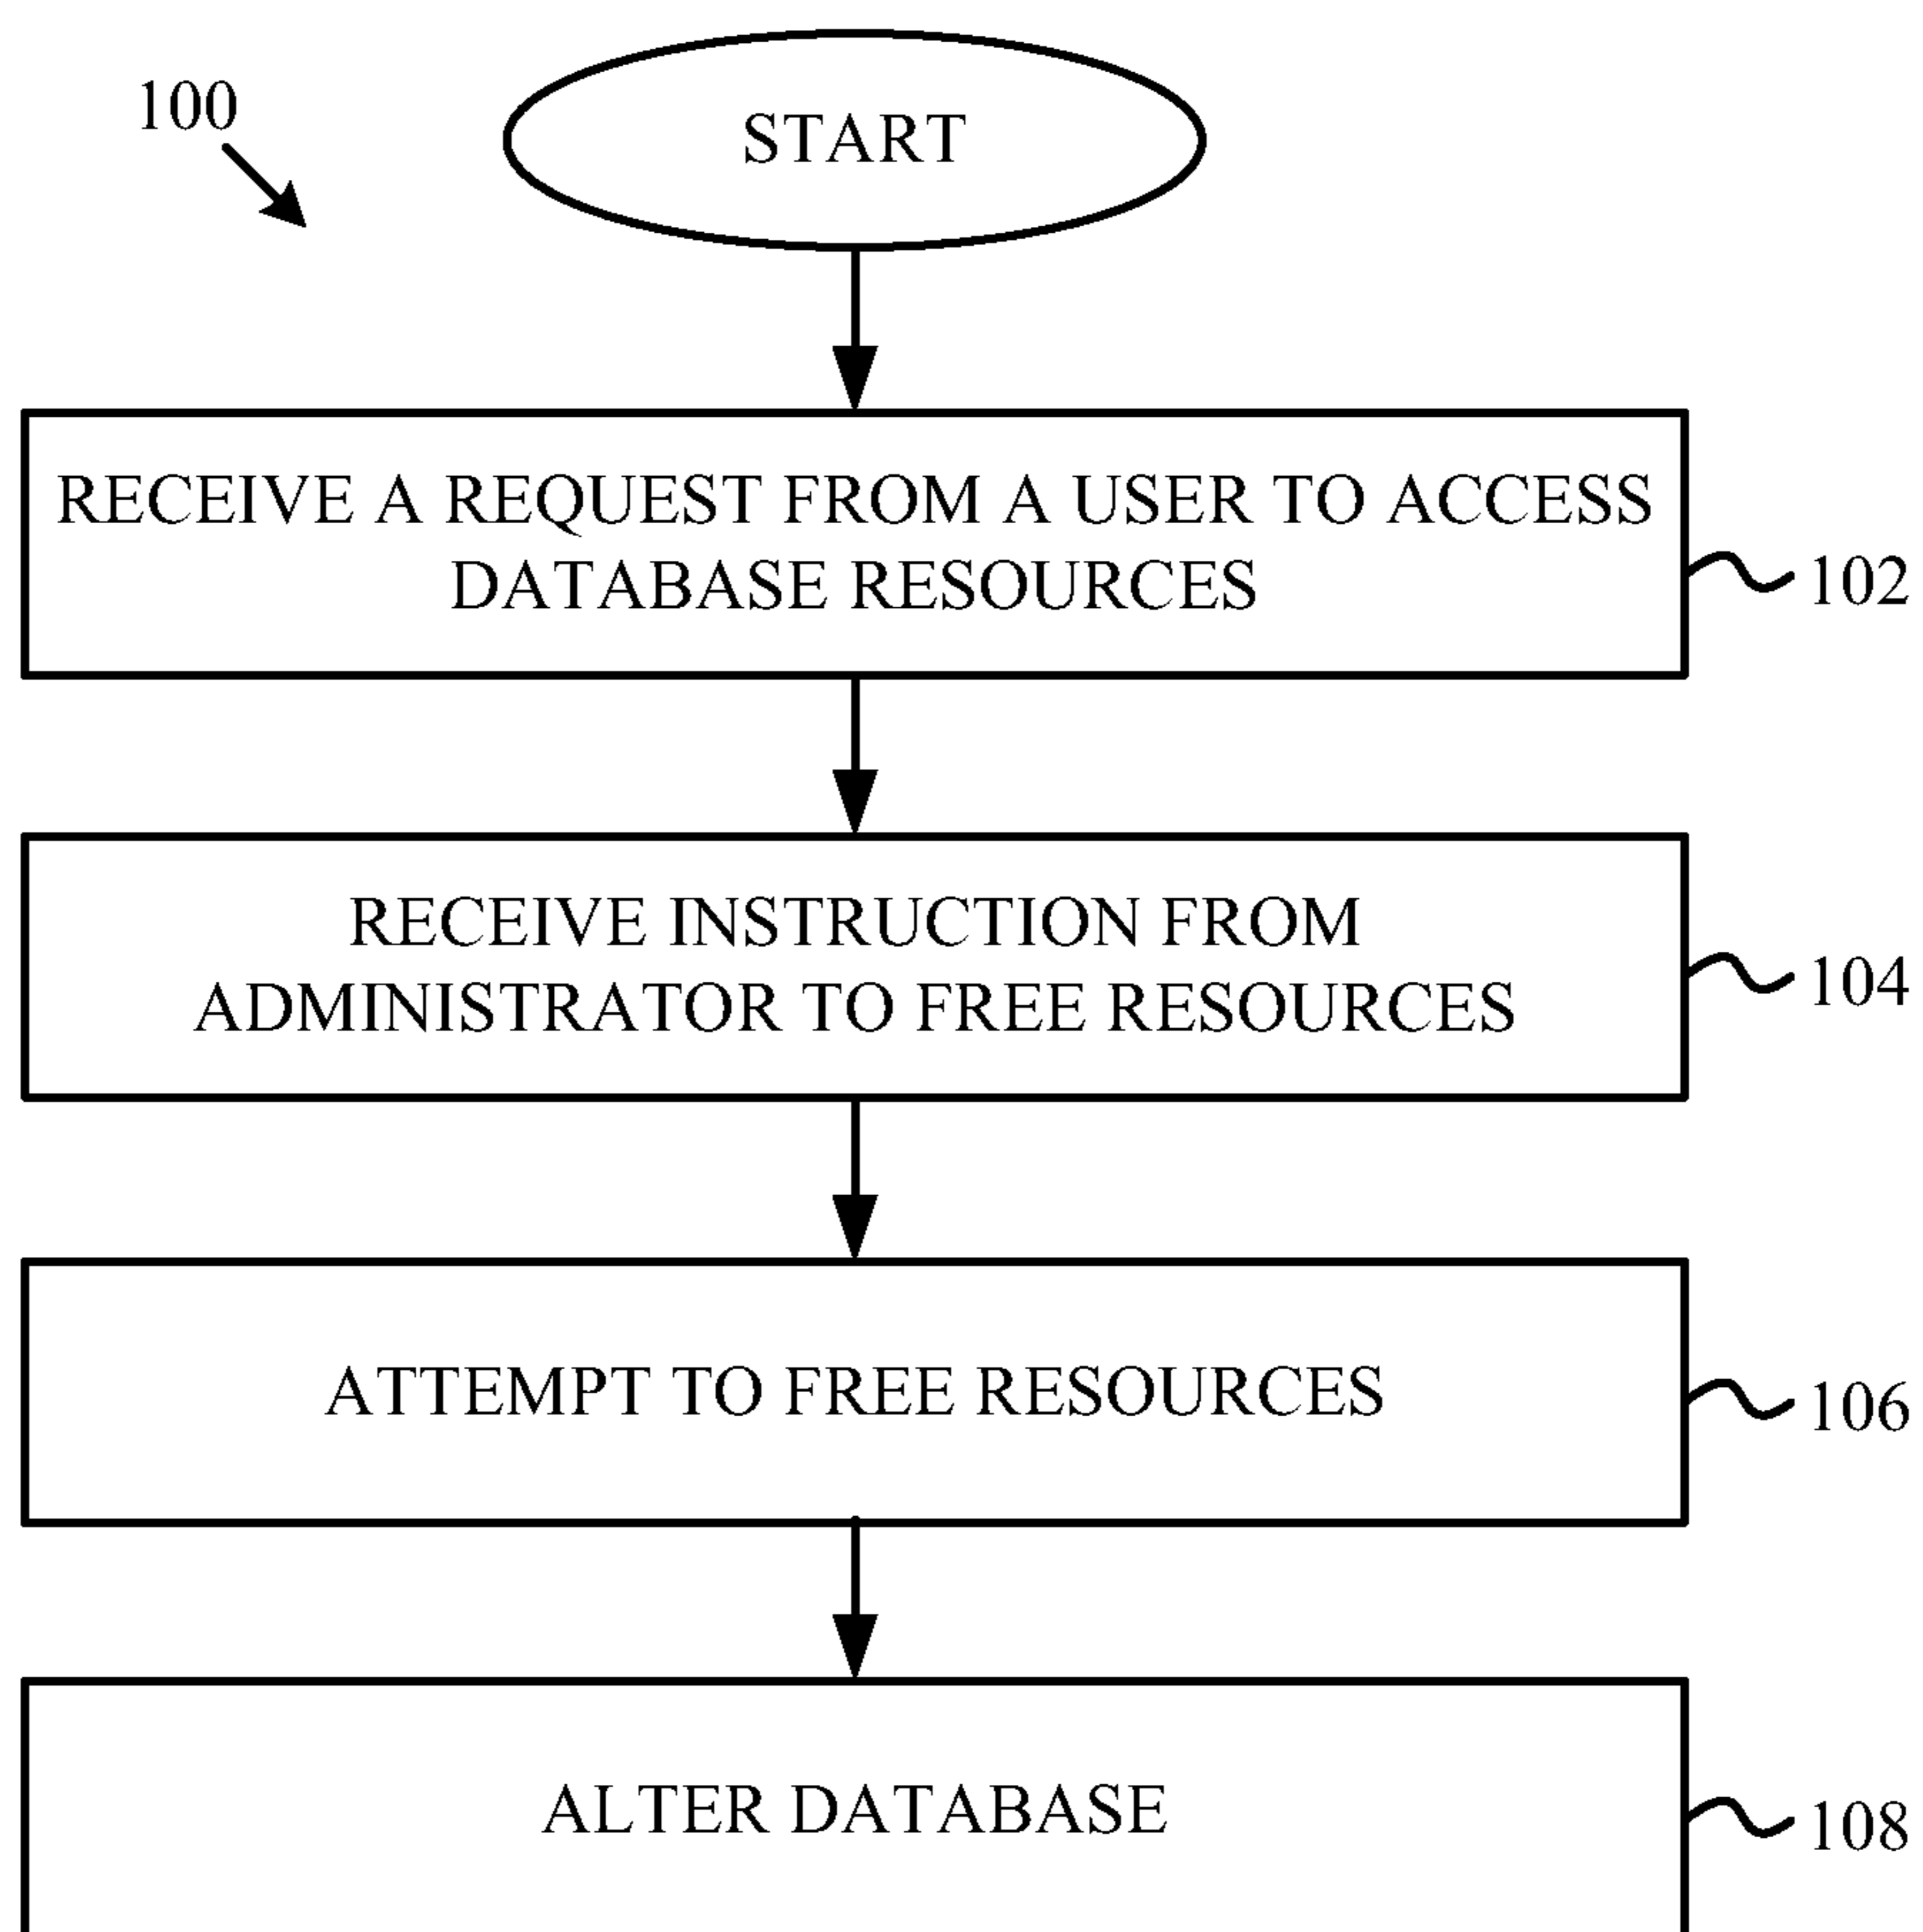 100
START
RECEIVE A REQUEST FROM A USER TO ACCESS
DATABASE RESOURCES
102
RECEIVE INSTRUCTION FROM
ADMINISTRATOR TO FREE RESOURCES
104
ATTEMPT TO FREE RESOURCES
106
ALTER DATABASE
108